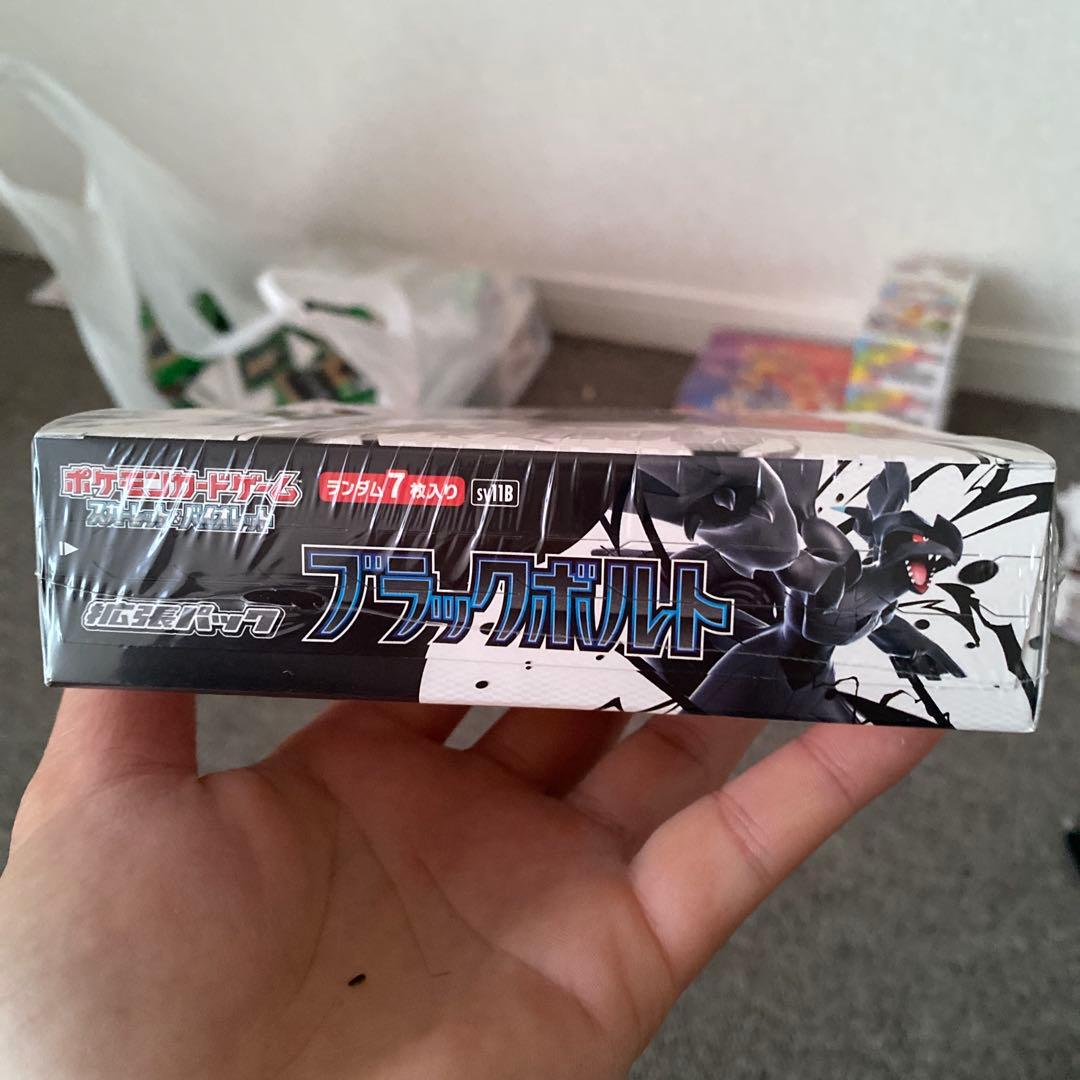 ポケモンカードゲーム
スカーレット&バイオレット
ランダム7枚入り
SV11B
拡張パック
ブラックボルト